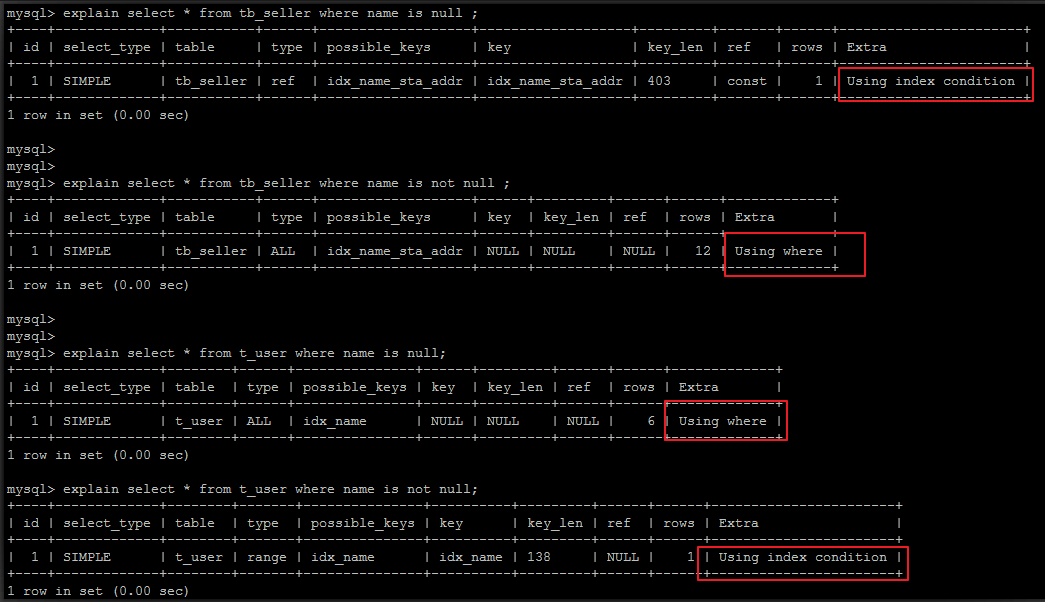 mysql> explain select * from tb_seller where name is null ;
+----+-------------+-----------+------+-------------------+-------------------+---------+-------+------+-----------------------+
| id | select_type | table     | type | possible_keys     | key               | key_len | ref   | rows | Extra                 |
+----+-------------+-----------+------+-------------------+-------------------+---------+-------+------+-----------------------+
|  1 | SIMPLE      | tb_seller | ref  | idx_name_sta_addr | idx_name_sta_addr | 403     | const |    1 | Using index condition |
+----+-------------+-----------+------+-------------------+-------------------+---------+-------+------+-----------------------+
1 row in set (0.00 sec)

mysql>
mysql>
mysql> explain select * from tb_seller where name is not null ;
+----+-------------+-----------+------+-------------------+------+---------+------+------+-------------+
| id | select_type | table     | type | possible_keys     | key  | key_len | ref  | rows | Extra       |
+----+-------------+-----------+------+-------------------+------+---------+------+------+-------------+
|  1 | SIMPLE      | tb_seller | ALL  | idx_name_sta_addr | NULL | NULL    | NULL |   12 | Using where |
+----+-------------+-----------+------+-------------------+------+---------+------+------+-------------+
1 row in set (0.00 sec)

mysql>
mysql>
mysql> explain select * from t_user where name is null;
+----+-------------+--------+------+---------------+------+---------+------+------+-------------+
| id | select_type | table  | type | possible_keys | key  | key_len | ref  | rows | Extra       |
+----+-------------+--------+------+---------------+------+---------+------+------+-------------+
|  1 | SIMPLE      | t_user | ALL  | idx_name      | NULL | NULL    | NULL |    6 | Using where |
+----+-------------+--------+------+---------------+------+---------+------+------+-------------+
1 row in set (0.00 sec)

mysql> explain select * from t_user where name is not null;
+----+-------------+--------+-------+---------------+----------+---------+------+------+-----------------------+
| id | select_type | table  | type  | possible_keys | key      | key_len | ref  | rows | Extra                 |
+----+-------------+--------+-------+---------------+----------+---------+------+------+-----------------------+
|  1 | SIMPLE      | t_user | range | idx_name      | idx_name | 138     | NULL |    1 | Using index condition |
+----+-------------+--------+-------+---------------+----------+---------+------+------+-----------------------+
1 row in set (0.00 sec)